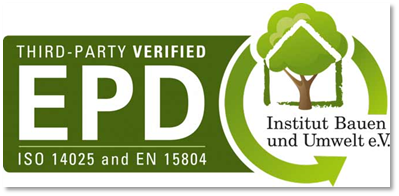 THIRD-PARTY VERIFIED
EPD
ISO 14025 and EN 15804
Institut Bauen
und Umwelt e.V.